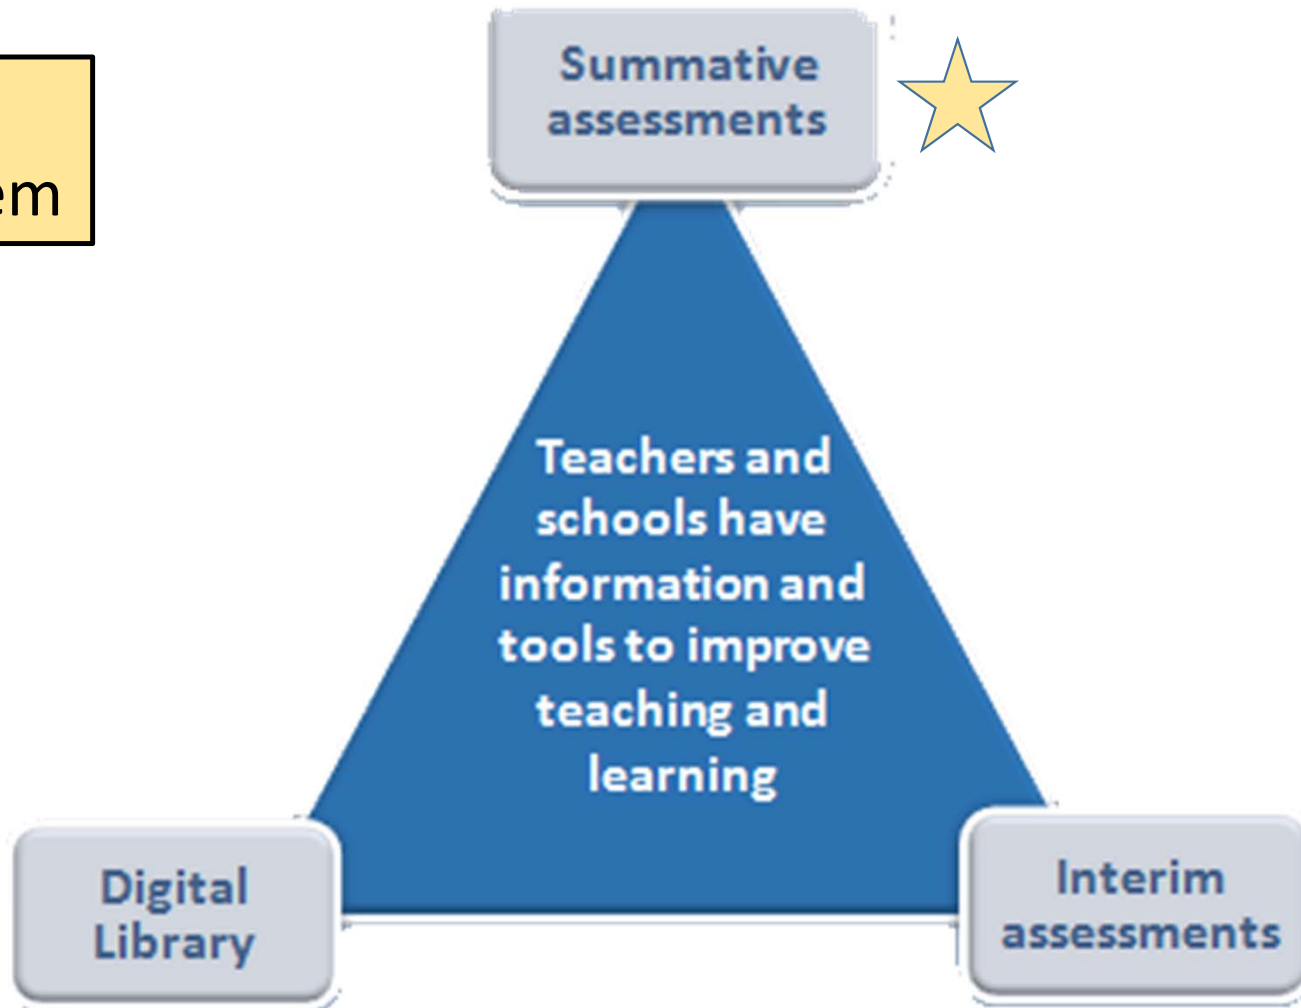 Summative
assessments
em
Teachers and
schools have
information and
tools to improve
teaching and
learning
Digital
Library
Interim
assessments